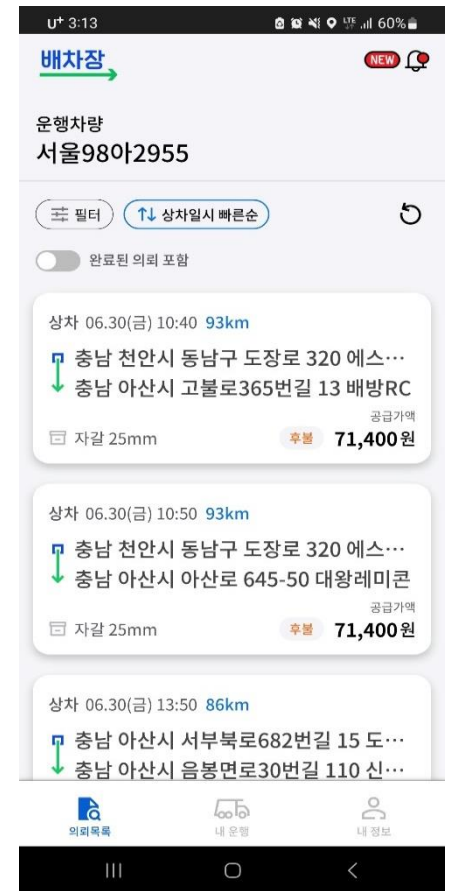 U+ 3:13 LTE 60%
배차장
NEW
운행차량
서울98아2955
필터 상차일시 빠른순
완료된 의뢰 포함
상차 06.30(금) 10:40 93km
충남 천안시 동남구 도장로 320 에스…
충남 아산시 고불로365번길 13 배방RC
공급가액
자갈 25mm 후불 71,400원
상차 06.30(금) 10:50 93km
충남 천안시 동남구 도장로 320 에스…
충남 아산시 아산로 645-50 대왕레미콘
공급가액
자갈 25mm 후불 71,400원
상차 06.30(금) 13:50 86km
충남 아산시 서부북로682번길 15 도…
충남 아산시 음봉면로30번길 110 신…
의뢰목록 내 운행 내 정보